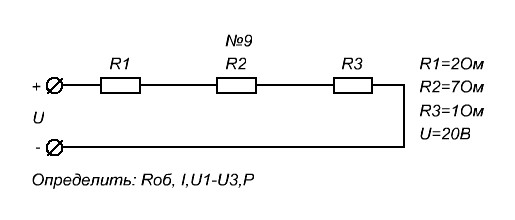 №9
R1 R2 R3
R1=2Ом
R2=7Ом
R3=1Ом
U=20В
+
U
-
Определить: Rоб, I,U1-U3,P